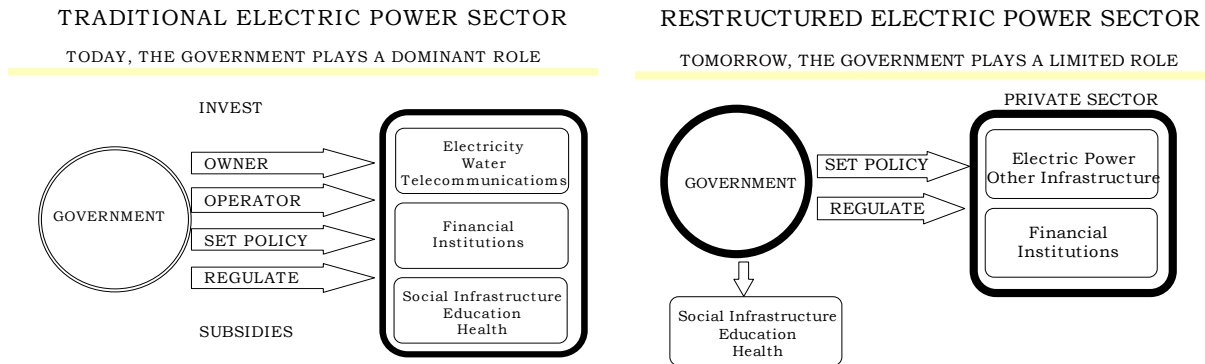 TRADITIONAL ELECTRIC POWER SECTOR
TODAY, THE GOVERNMENT PLAYS A DOMINANT ROLE
INVEST
GOVERNMENT
OWNER
OPERATOR
SET POLICY
REGULATE
SUBSIDIES
Electricity
Water
Telecommunicatioms
Financial
Institutions
Social Infrastructure
Education
Health
RESTRUCTURED ELECTRIC POWER SECTOR
TOMORROW, THE GOVERNMENT PLAYS A LIMITED ROLE
PRIVATE SECTOR
GOVERNMENT
SET POLICY
REGULATE
Electric Power
Other Infrastructure
Financial
Institutions
Social Infrastructure
Education
Health